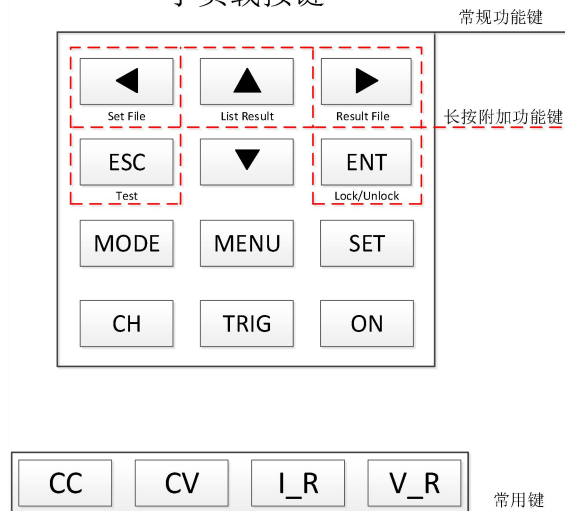 常规功能键
◀ ▲ ▶
Set File List Result Result File
长按附加功能键
ESC ▼ ENT
Test Lock/Unlock
MODE MENU SET
CH TRIG ON
CC CV I_R V_R
常用键